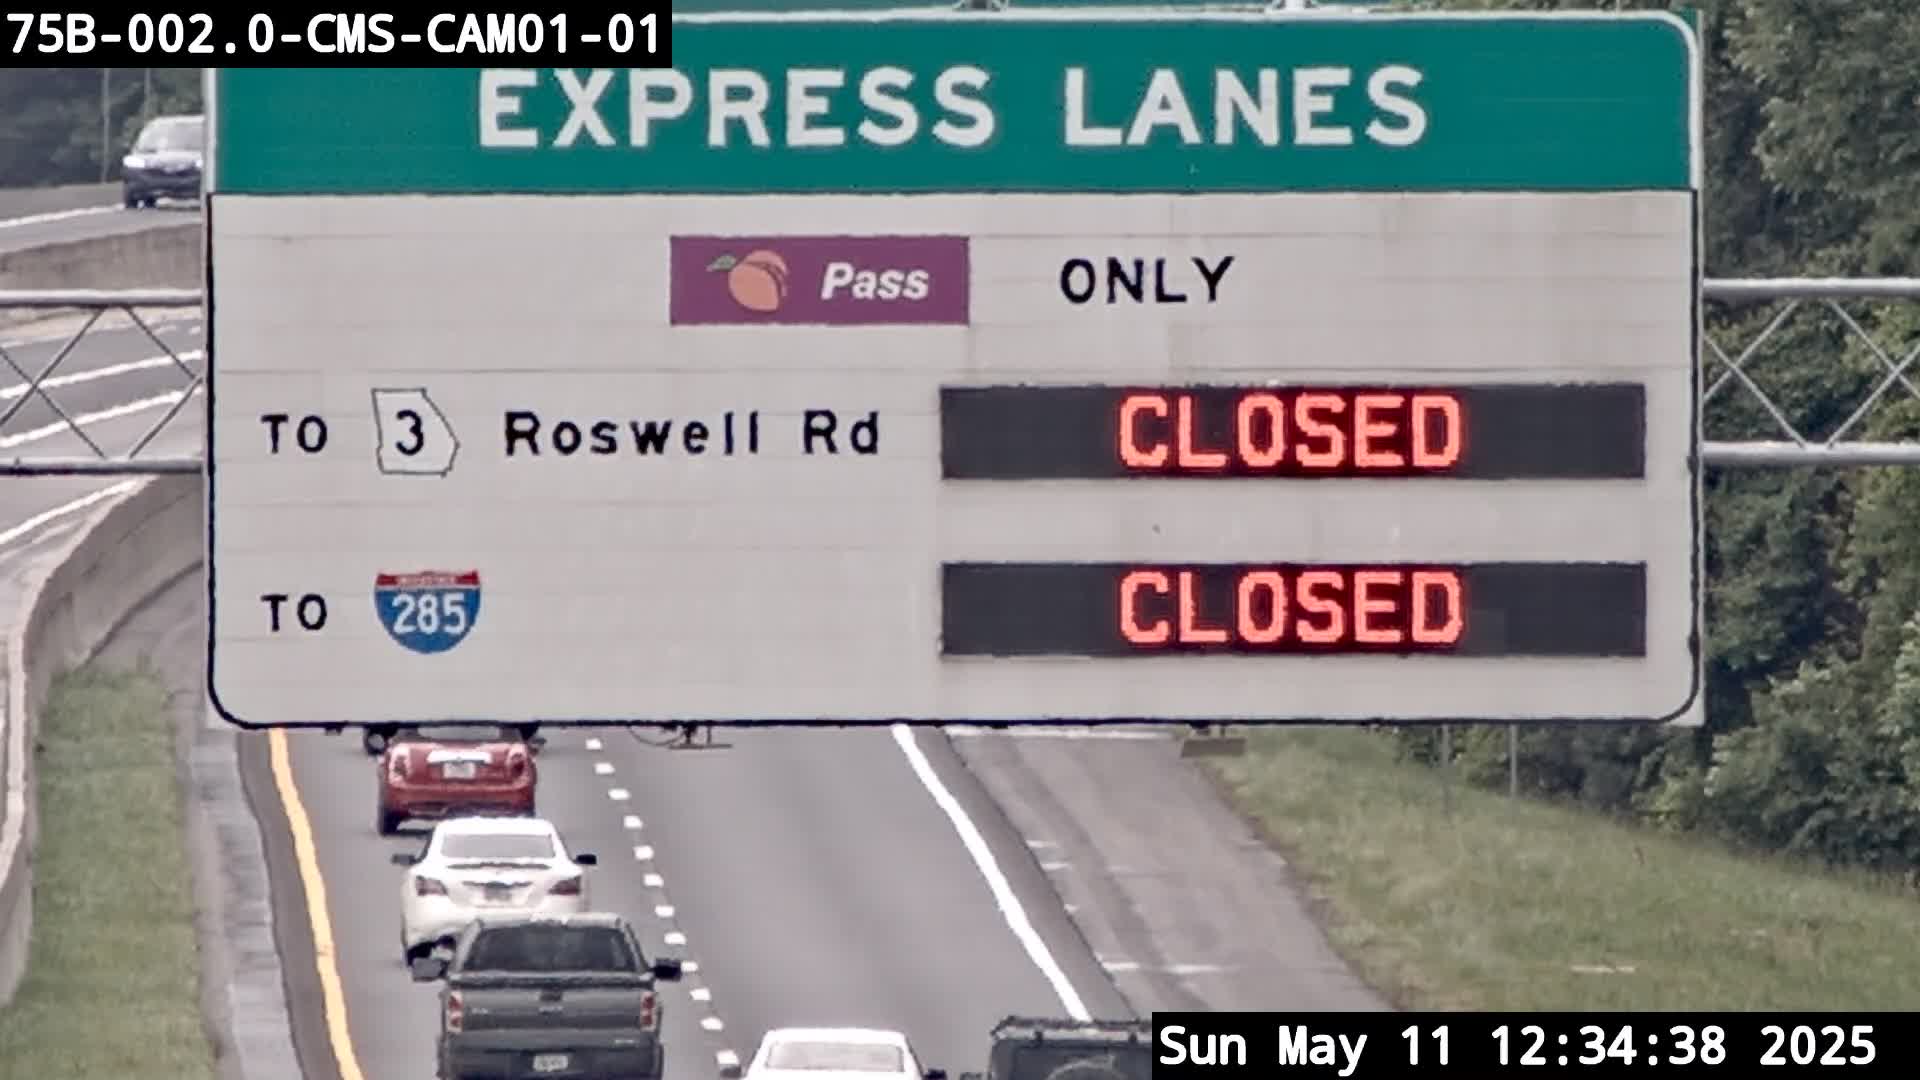 75B-002.0-CMS-CAM01-01
EXPRESS LANES
Pass ONLY
TO 3 Roswell Rd CLOSED
TO 285 CLOSED
Sun May 11 12:34:38 2025